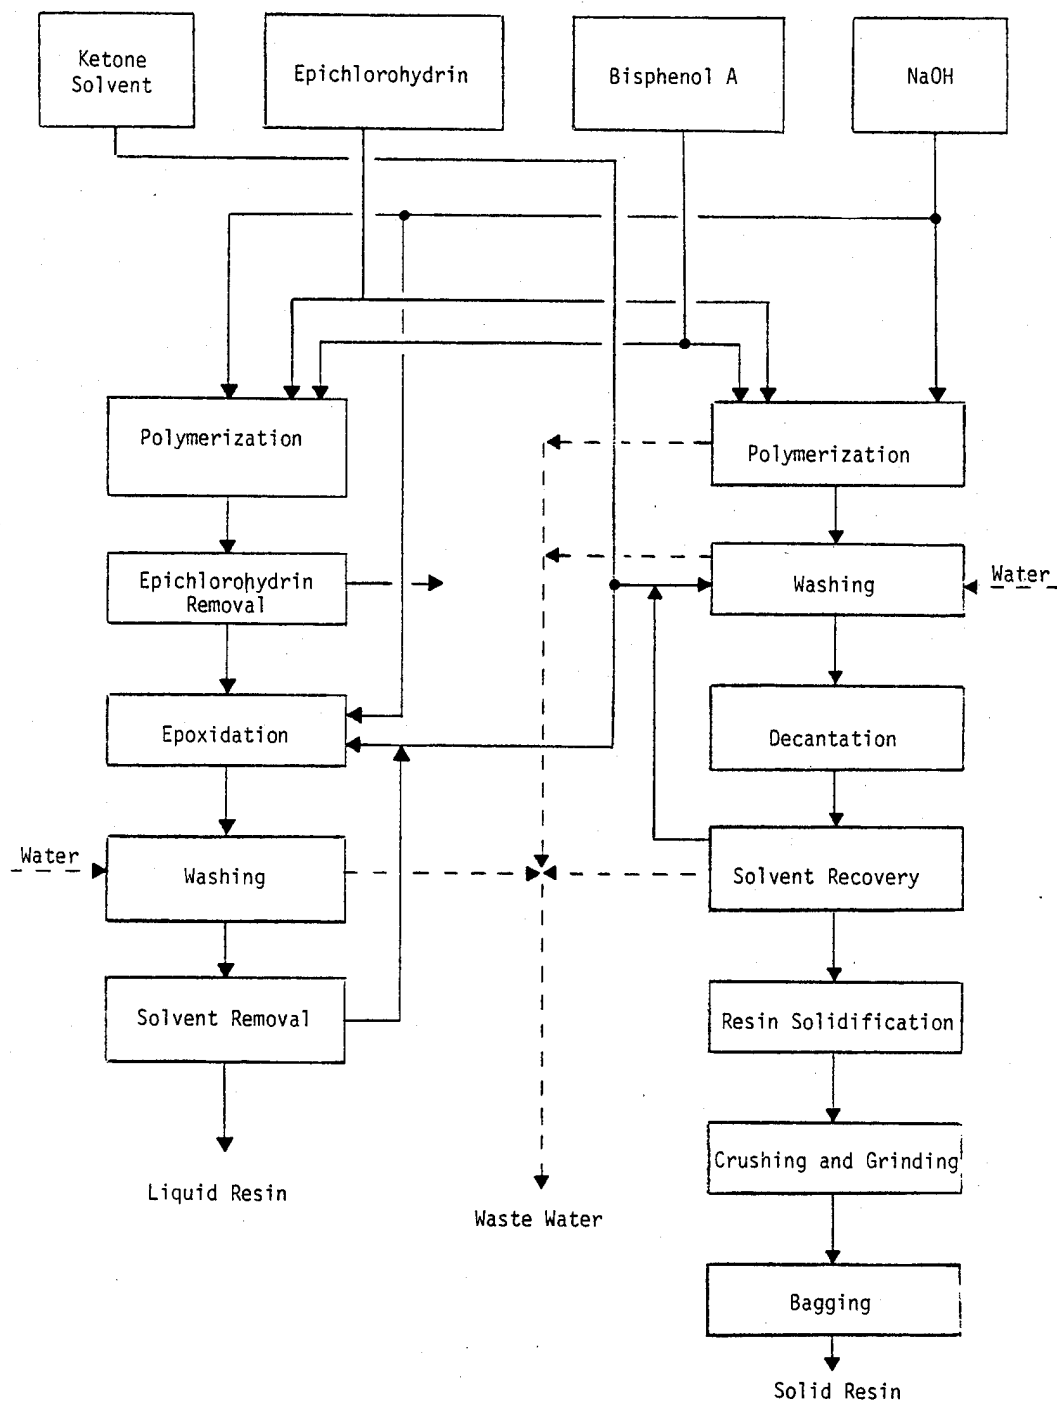 Ketone
Solvent
Epichlorohydrin
Bisphenol A
NaOH
Polymerization
Polymerization
Epichlorohydrin
Removal
Washing
Water
Epoxidation
Decantation
Water
Washing
Solvent Recovery
Solvent Removal
Resin Solidification
Crushing and Grinding
Liquid Resin
Waste Water
Bagging
Solid Resin